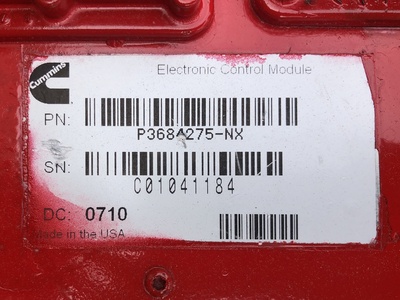 Cummins
Electronic Control Module
PN:
P3684275-NX
SN:
C01041184
DC: 0710
Made in the USA